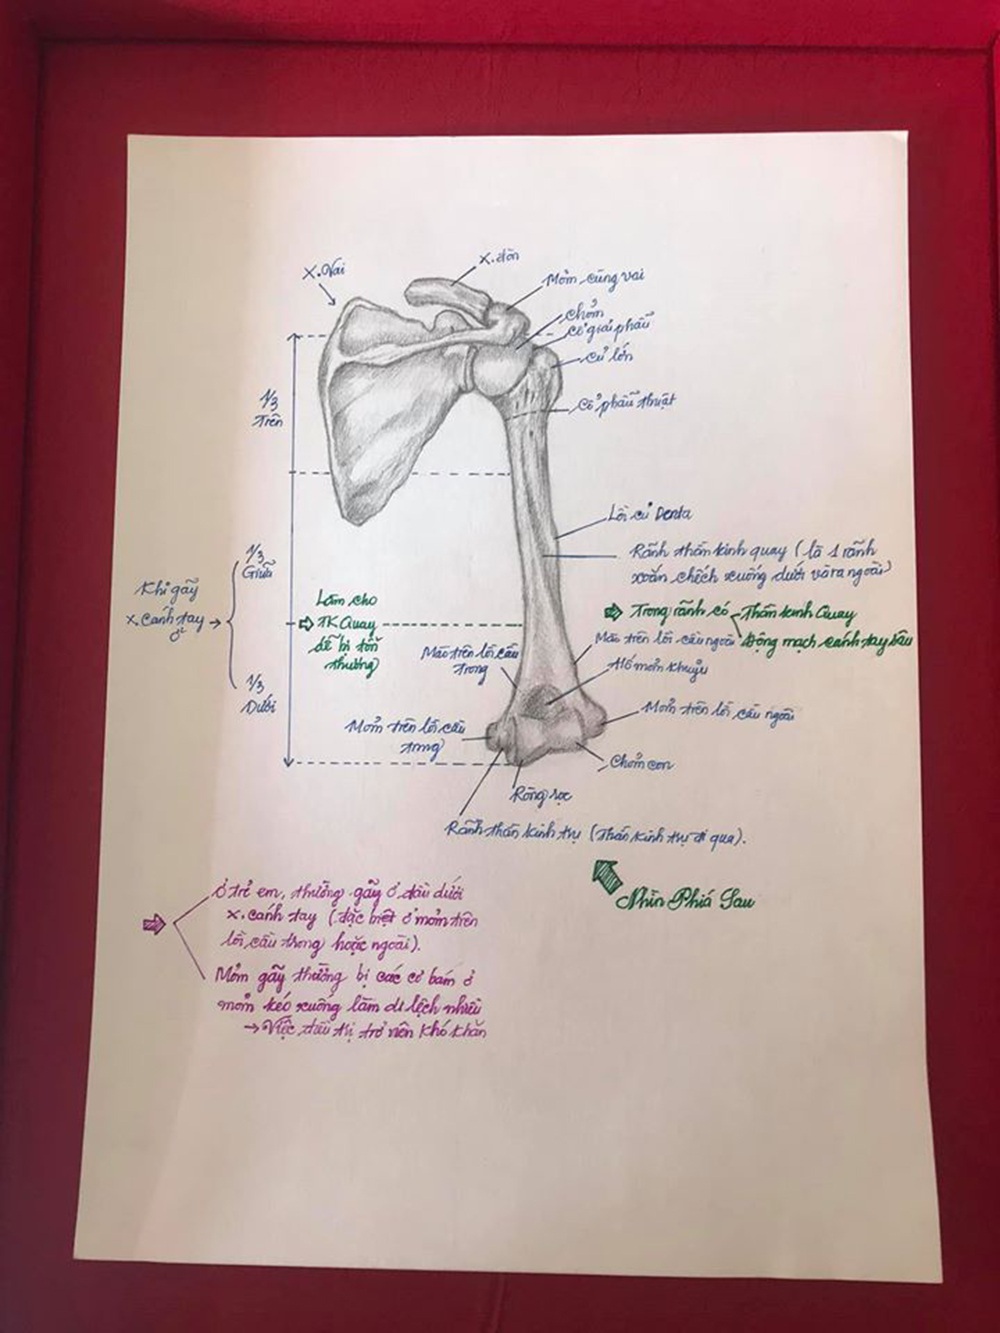 X. Vai
X. đòn
Mỏm cùng vai
chỏm
cổ giải phẫu
củ lớn
Cổ phẫu thuật
1/3
Trên
Lồi củ Denta
Rãnh thần kinh quay (là 1 rãnh
xoắn chếch xuống dưới và ra ngoài)
⇒ Trong rãnh có Thần kinh Quay
Động mạch cánh tay sâu
Khi gãy
x. cánh tay →
ở
1/3
Giữa
1/3
Dưới
Làm cho
⇒ TK Quay
dễ bị tổn
thương
Mào trên lồi cầu
trong
Mào trên lồi cầu ngoài
Hố mỏm khuỷu
Mỏm trên lồi cầu ngoài
Mỏm trên lồi cầu
trong
Chỏm con
Ròng rọc
Rãnh thần kinh trụ (Thần kinh trụ đi qua).
Nhìn Phía Sau
⇒ Ở trẻ em, thường gãy ở đầu dưới
x. cánh tay (đặc biệt ở mỏm trên
lồi cầu trong hoặc ngoài).
Mỏm gãy thường bị các cơ bám ở
mỏm kéo xuống làm di lệch nhiều
→ Việc điều trị trở nên khó khăn